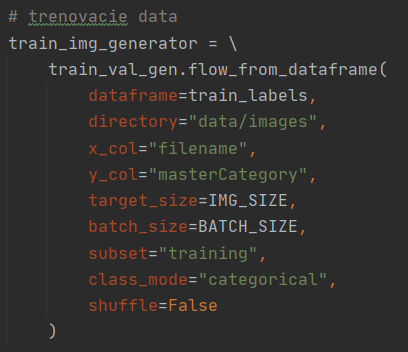 # trenovacie data
train_img_generator = \
    train_val_gen.flow_from_dataframe(
        dataframe=train_labels,
        directory="data/images",
        x_col="filename",
        y_col="masterCategory",
        target_size=IMG_SIZE,
        batch_size=BATCH_SIZE,
        subset="training",
        class_mode="categorical",
        shuffle=False
    )